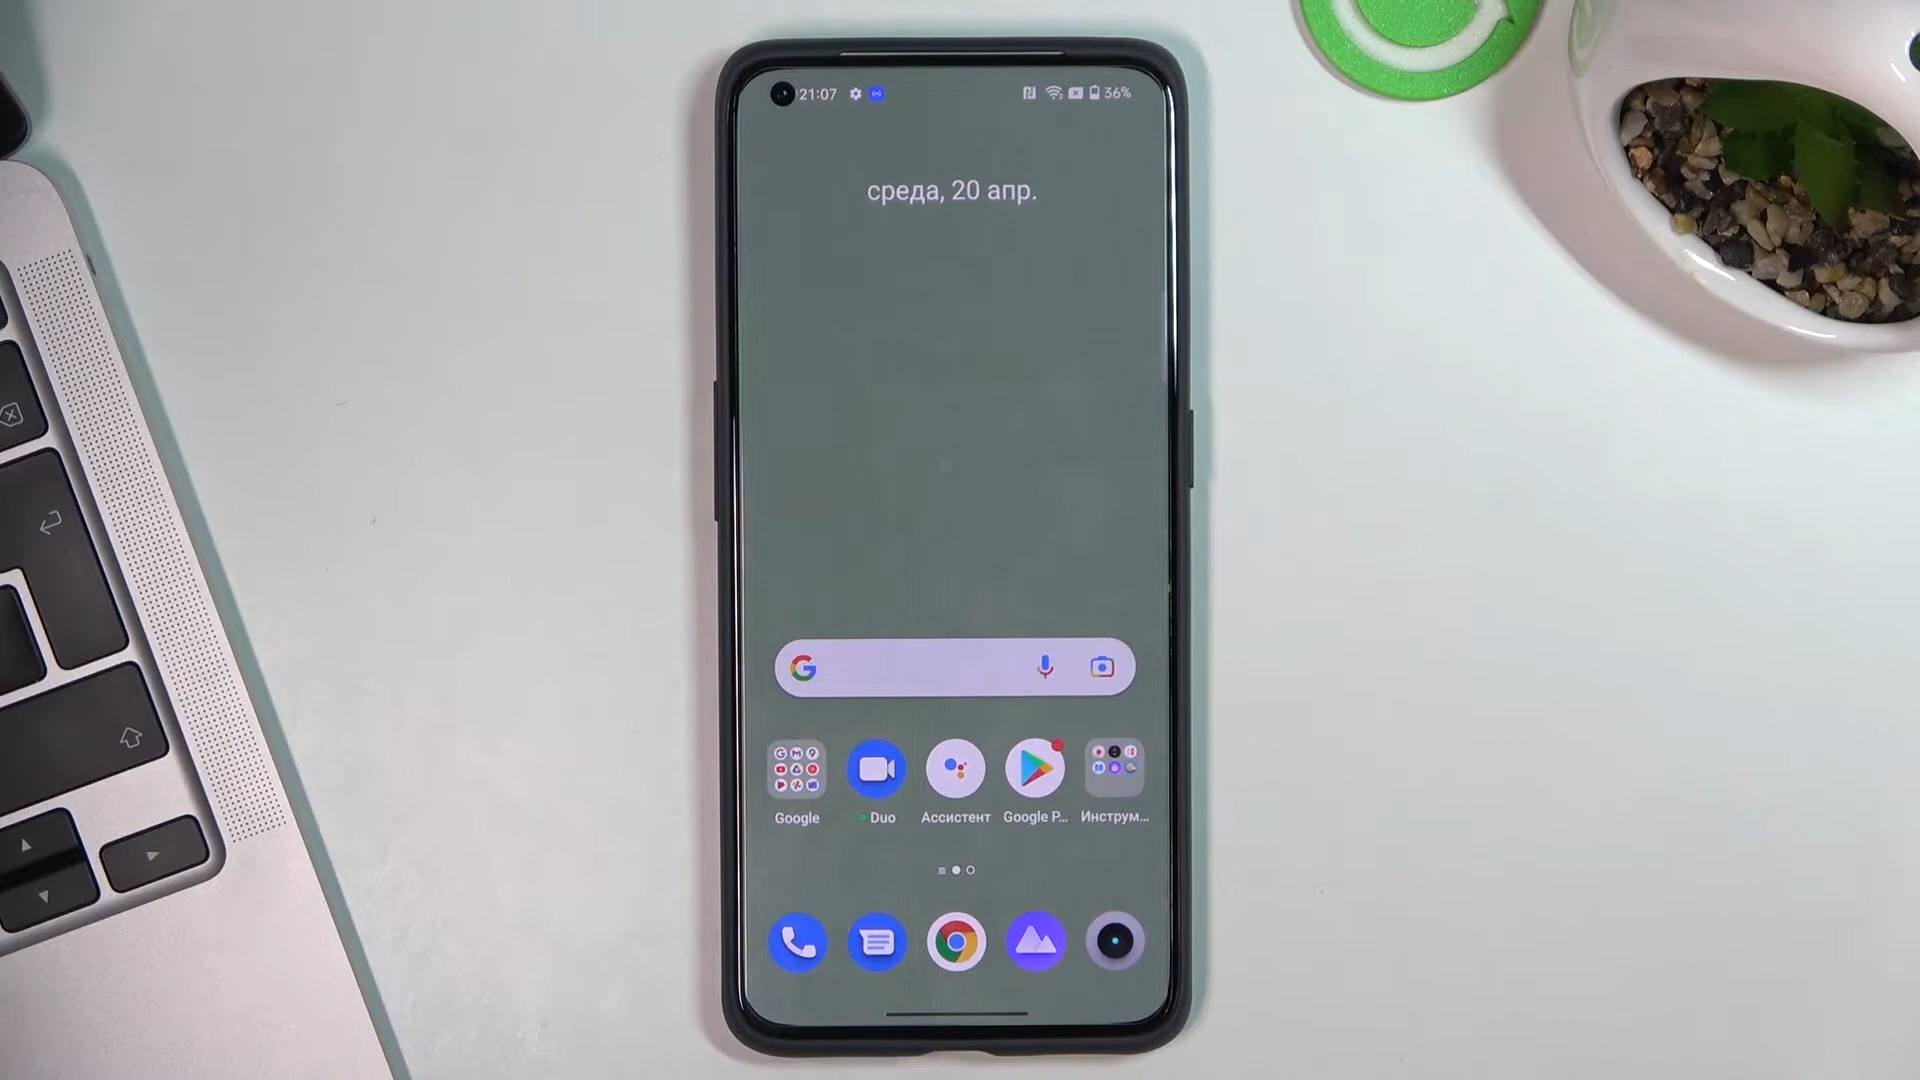 21:07
36%
среда, 20 апр.
Google
Duo
Ассистент
Google P...
Инструм...